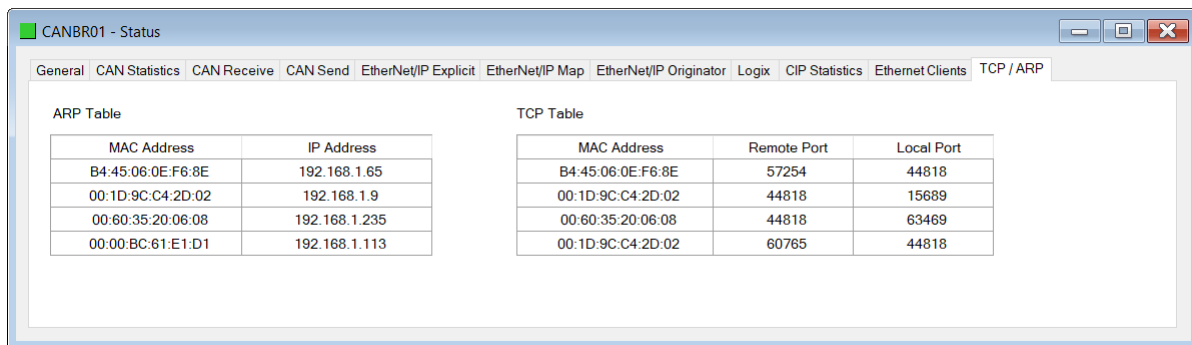 CANBR01 - Status
General CAN Statistics CAN Receive CAN Send EtherNet/IP Explicit EtherNet/IP Map EtherNet/IP Originator Logix CIP Statistics Ethernet Clients TCP / ARP
ARP Table
MAC Address IP Address
B4:45:06:0E:F6:8E 192.168.1.65
00:1D:9C:C4:2D:02 192.168.1.9
00:60:35:20:06:08 192.168.1.235
00:00:BC:61:E1:D1 192.168.1.113
TCP Table
MAC Address Remote Port Local Port
B4:45:06:0E:F6:8E 57254 44818
00:1D:9C:C4:2D:02 44818 15689
00:60:35:20:06:08 44818 63469
00:1D:9C:C4:2D:02 60765 44818